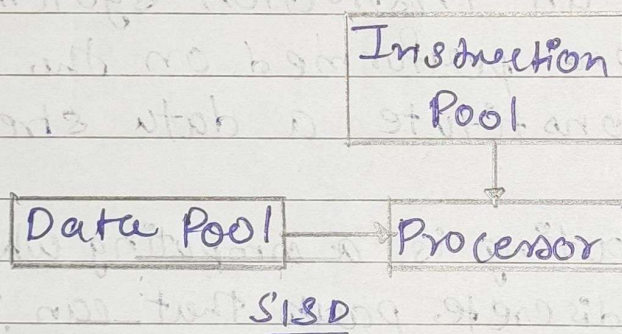 Instruction
Pool
Data Pool
Processor
SISD